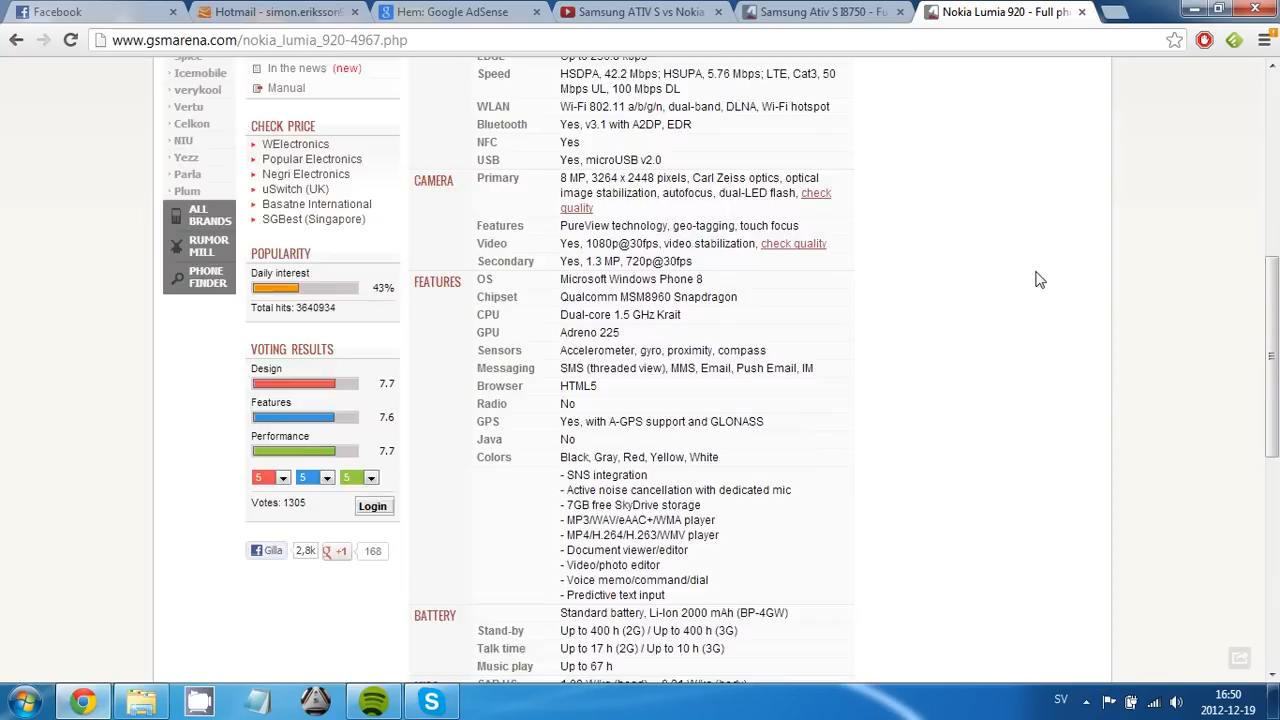 Facebook
Hotmail - simon.eriksson
Hem: Google AdSense
Samsung ATIV S vs Nokia
Samsung Ativ S I8750 - Fu
Nokia Lumia 920 - Full ph
www.gsmarena.com/nokia_lumia_920-4967.php
Icemobile
verykool
Vertu
Celkon
NIU
Yezz
Parla
Plum
ALL BRANDS
RUMOR MILL
PHONE FINDER
In the news (new)
Manual
CHECK PRICE
WElectronics
Popular Electronics
Negri Electronics
uSwitch (UK)
Basatne International
SGBest (Singapore)
POPULARITY
Daily interest
43%
Total hits: 3640934
VOTING RESULTS
Design
7.7
Features
7.6
Performance
7.7
5 5 5
Votes: 1305
Login
Gilla 2,8k +1 168
Speed HSDPA, 42.2 Mbps; HSUPA, 5.76 Mbps; LTE, Cat3, 50
Mbps UL, 100 Mbps DL
WLAN Wi-Fi 802.11 a/b/g/n, dual-band, DLNA, Wi-Fi hotspot
Bluetooth Yes, v3.1 with A2DP, EDR
NFC Yes
USB Yes, microUSB v2.0
CAMERA Primary 8 MP, 3264 x 2448 pixels, Carl Zeiss optics, optical
image stabilization, autofocus, dual-LED flash, check
quality
Features PureView technology, geo-tagging, touch focus
Video Yes, 1080p@30fps, video stabilization, check quality
Secondary Yes, 1.3 MP, 720p@30fps
FEATURES OS Microsoft Windows Phone 8
Chipset Qualcomm MSM8960 Snapdragon
CPU Dual-core 1.5 GHz Krait
GPU Adreno 225
Sensors Accelerometer, gyro, proximity, compass
Messaging SMS (threaded view), MMS, Email, Push Email, IM
Browser HTML5
Radio No
GPS Yes, with A-GPS support and GLONASS
Java No
Colors Black, Gray, Red, Yellow, White
- SNS integration
- Active noise cancellation with dedicated mic
- 7GB free SkyDrive storage
- MP3/WAV/eAAC+/WMA player
- MP4/H.264/H.263/WMV player
- Document viewer/editor
- Video/photo editor
- Voice memo/command/dial
- Predictive text input
BATTERY Standard battery, Li-Ion 2000 mAh (BP-4GW)
Stand-by Up to 400 h (2G) / Up to 400 h (3G)
Talk time Up to 17 h (2G) / Up to 10 h (3G)
Music play Up to 67 h
SV
16:50
2012-12-19